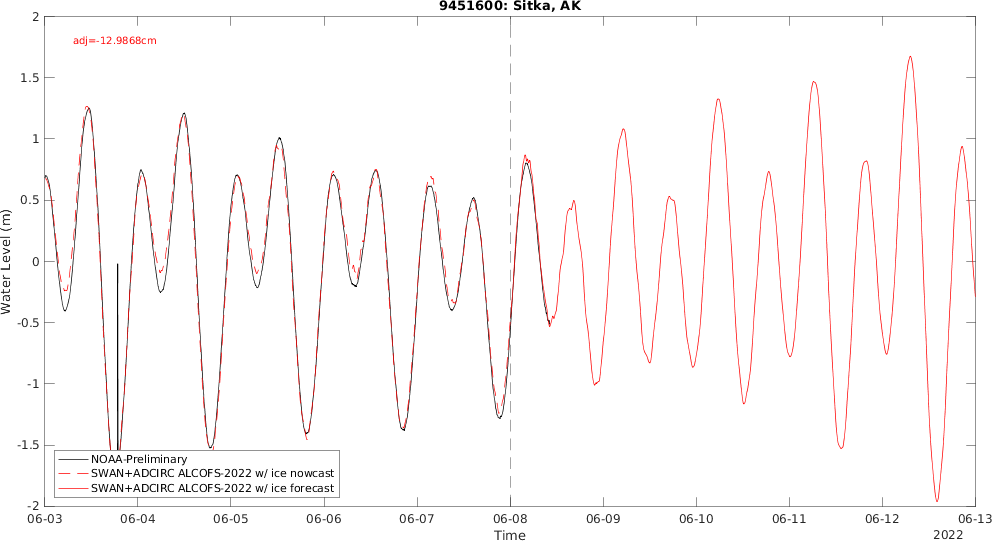 9451600: Sitka, AK
adj=-12.9868cm
2
1.5
1
0.5
0
-0.5
-1
-1.5
-2
Water Level (m)
NOAA-Preliminary
SWAN+ADCIRC ALCOFS-2022 w/ ice nowcast
SWAN+ADCIRC ALCOFS-2022 w/ ice forecast
06-03 06-04 06-05 06-06 06-07 06-08 06-09 06-10 06-11 06-12 06-13
Time
2022